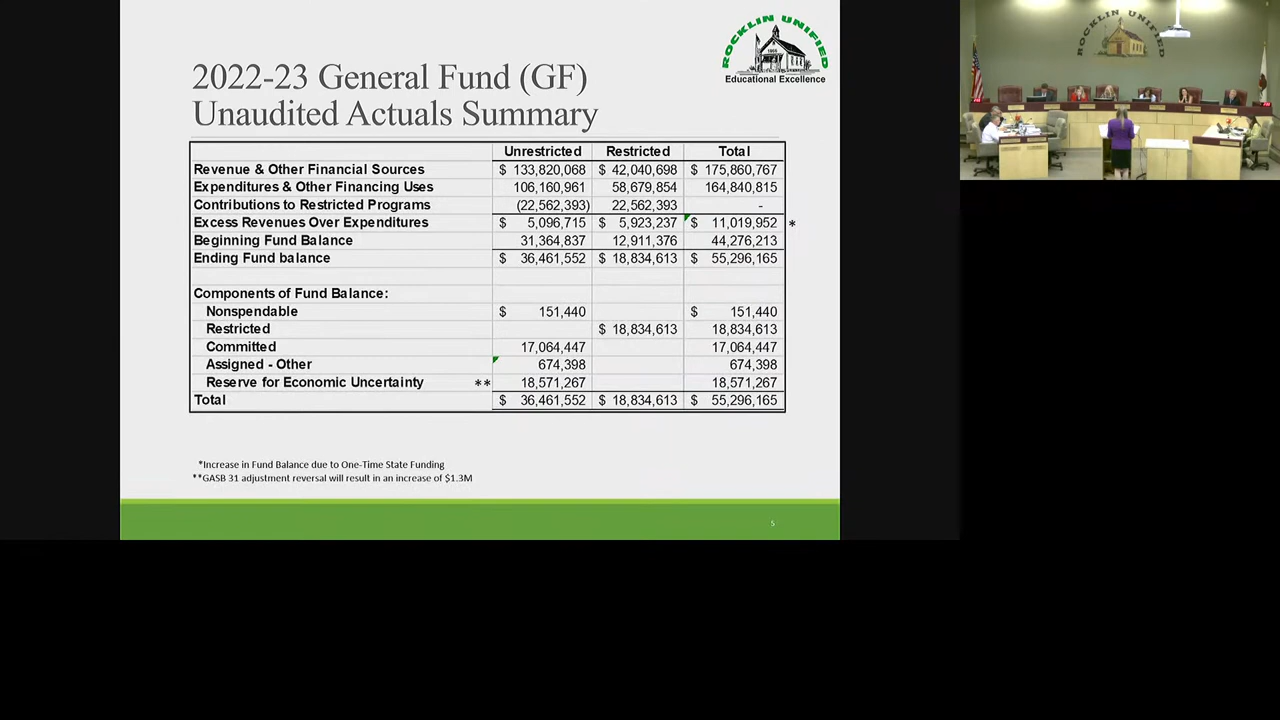 ROCKLIN UNIFIED
Educational Excellence
2022-23 General Fund (GF)
Unaudited Actuals Summary
Unrestricted Restricted Total
Revenue & Other Financial Sources $ 133,820,068 $ 42,040,698 $ 175,860,767
Expenditures & Other Financing Uses 106,160,961 58,679,854 164,840,815
Contributions to Restricted Programs (22,562,393) 22,562,393 -
Excess Revenues Over Expenditures $ 5,096,715 $ 5,923,237 $ 11,019,952 *
Beginning Fund Balance 31,364,837 12,911,376 44,276,213
Ending Fund balance $ 36,461,552 $ 18,834,613 $ 55,296,165
Components of Fund Balance:
Nonspendable $ 151,440 $ 151,440
Restricted $ 18,834,613 18,834,613
Committed 17,064,447 17,064,447
Assigned - Other 674,398 674,398
Reserve for Economic Uncertainty ** 18,571,267 18,571,267
Total $ 36,461,552 $ 18,834,613 $ 55,296,165
*Increase in Fund Balance due to One-Time State Funding
**GASB 31 adjustment reversal will result in an increase of $1.3M
5
ROCKLIN UNIFIED